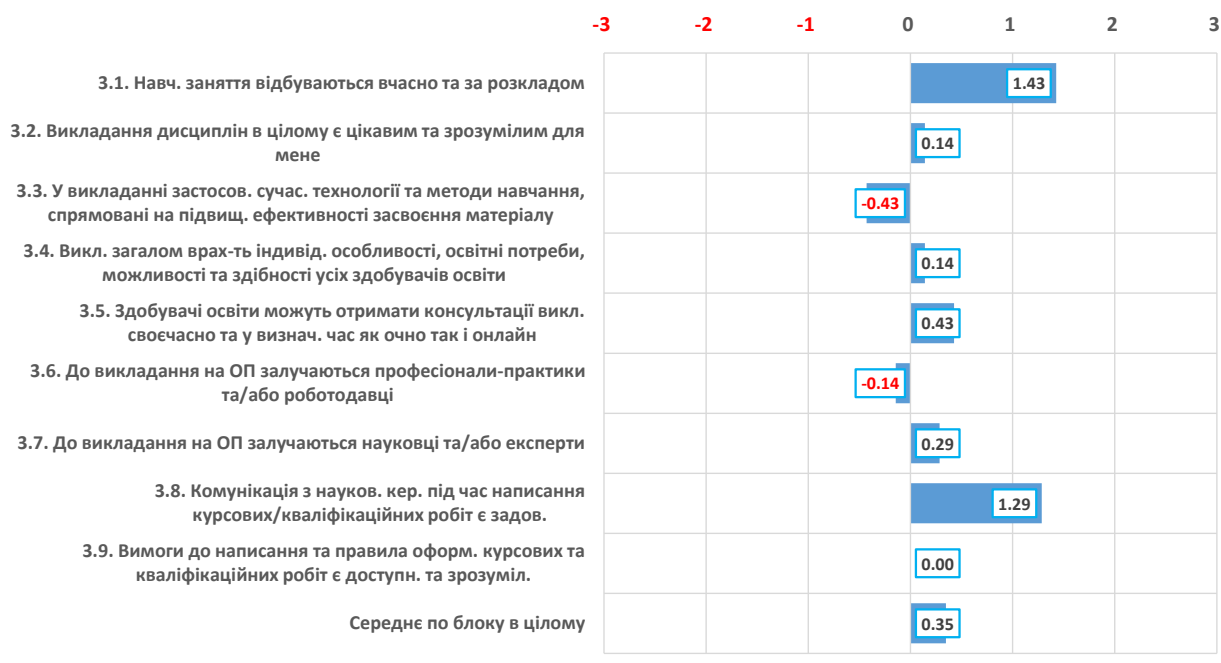 -3 -2 -1 0 1 2 3
3.1. Навч. заняття відбуваються вчасно та за розкладом
1.43
3.2. Викладання дисциплін в цілому є цікавим та зрозумілим для
мене
0.14
3.3. У викладанні застосов. сучас. технології та методи навчання,
спрямовані на підвищ. ефективності засвоєння матеріалу
-0.43
3.4. Викл. загалом врах-ть індивід. особливості, освітні потреби,
можливості та здібності усіх здобувачів освіти
0.14
3.5. Здобувачі освіти можуть отримати консультації викл.
своєчасно та у визнач. час як очно так і онлайн
0.43
3.6. До викладання на ОП залучаються професіонали-практики
та/або роботодавці
-0.14
3.7. До викладання на ОП залучаються науковці та/або експерти
0.29
3.8. Комунікація з науков. кер. під час написання
курсових/кваліфікаційних робіт є задов.
1.29
3.9. Вимоги до написання та правила оформ. курсових та
кваліфікаційних робіт є доступн. та зрозуміл.
0.00
Середнє по блоку в цілому
0.35